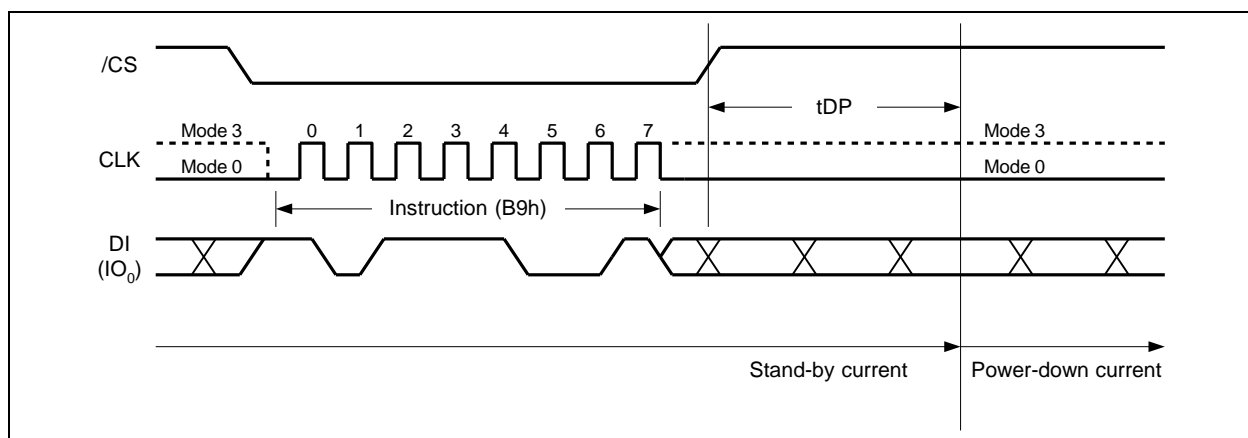 /CS
tDP
Mode 3 0 1 2 3 4 5 6 7 Mode 3
CLK
Mode 0 Mode 0
Instruction (B9h)
DI
(IO0)
Stand-by current Power-down current